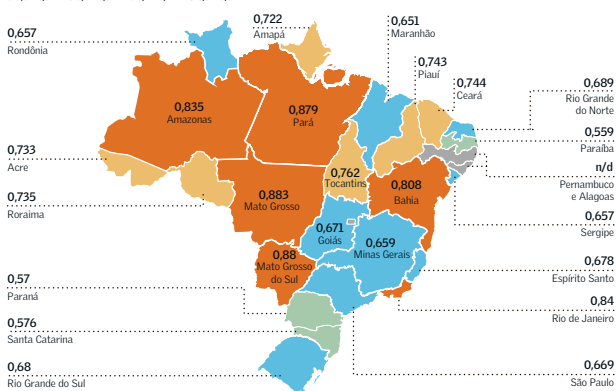 0,657
Rondônia
0,722
Amapá
0,651
Maranhão
0,743
Piauí
0,744
Ceará
0,689
Rio Grande
do Norte
0,559
Paraíba
n/d
Pernambuco
e Alagoas
0,657
Sergipe
0,835
Amazonas
0,879
Pará
0,733
Acre
0,735
Roraima
0,762
Tocantins
0,808
Bahia
0,883
Mato Grosso
0,671
Goiás
0,659
Minas Gerais
0,88
Mato Grosso
do Sul
0,678
Espírito Santo
0,84
Rio de Janeiro
0,57
Paraná
0,576
Santa Catarina
0,68
Rio Grande do Sul
0,669
São Paulo